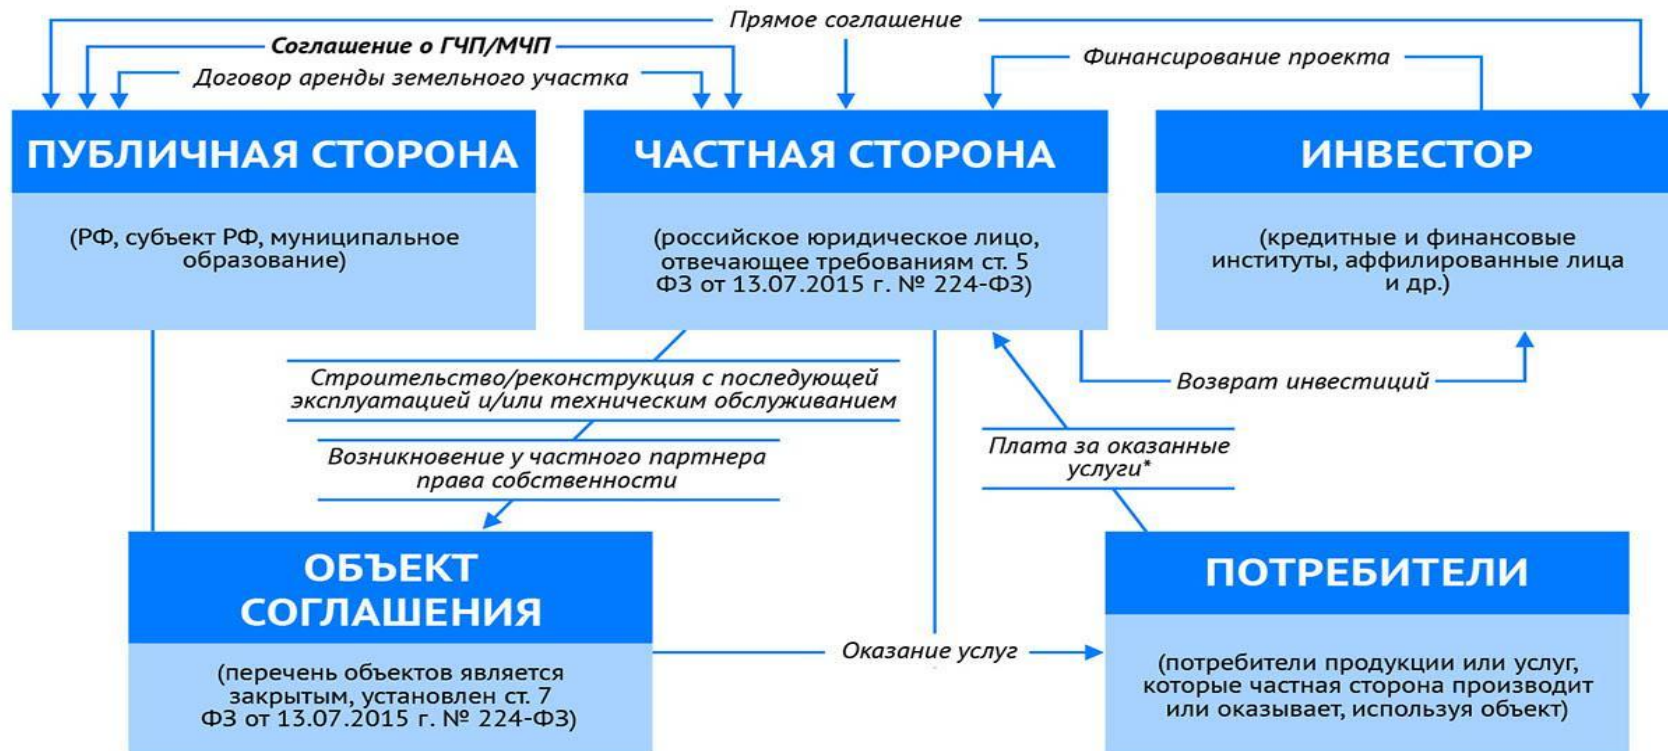 Прямое соглашение
Соглашение о ГЧП/МЧП
Финансирование проекта
Договор аренды земельного участка
ПУБЛИЧНАЯ СТОРОНА
(РФ, субъект РФ, муниципальное
образование)
ЧАСТНАЯ СТОРОНА
(российское юридическое лицо,
отвечающее требованиям ст. 5
ФЗ от 13.07.2015 г. № 224-ФЗ)
ИНВЕСТОР
(кредитные и финансовые
институты, аффилированные лица
и др.)
Строительство/реконструкция с последующей
эксплуатацией и/или техническим обслуживанием
Возврат инвестиций
Возникновение у частного партнера
права собственности
Плата за оказанные
услуги*
ОБЪЕКТ
СОГЛАШЕНИЯ
(перечень объектов является
закрытым, установлен ст. 7
ФЗ от 13.07.2015 г. № 224-ФЗ)
Оказание услуг
ПОТРЕБИТЕЛИ
(потребители продукции или услуг,
которые частная сторона производит
или оказывает, используя объект)